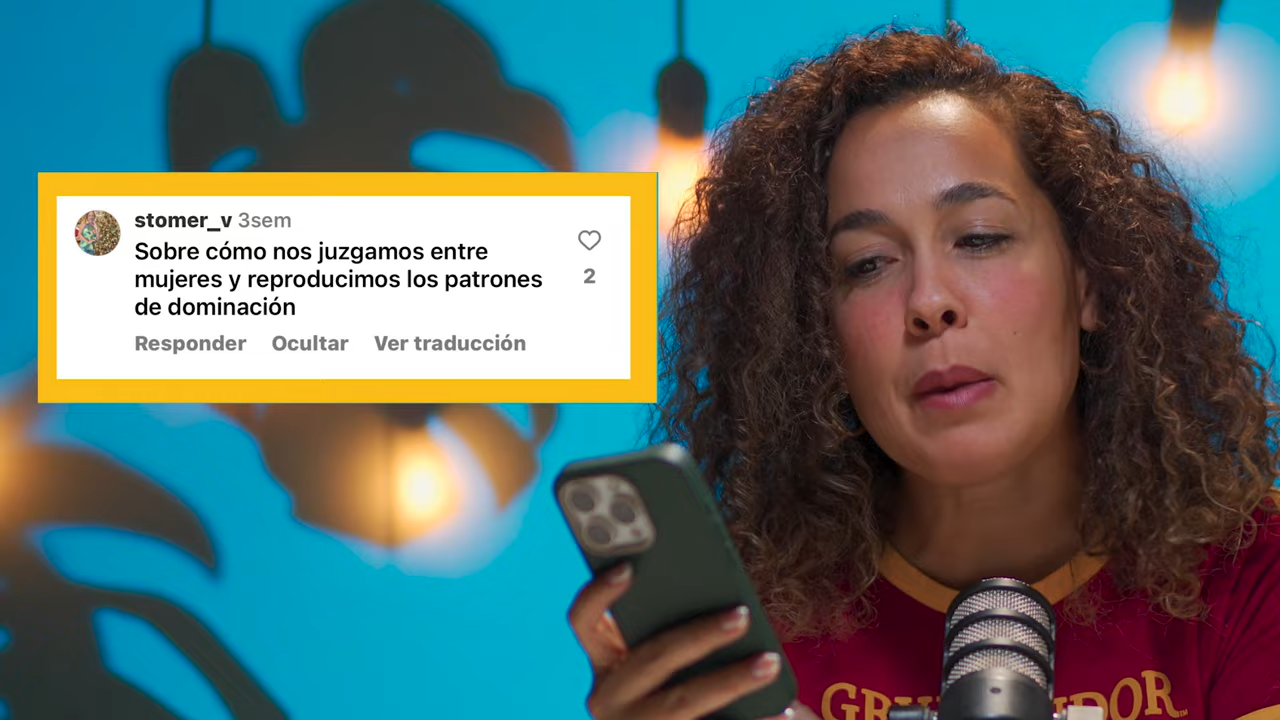 stomer_v 3sem
Sobre cómo nos juzgamos entre
mujeres y reproducimos los patrones
de dominación
2
Responder Ocultar Ver traducción